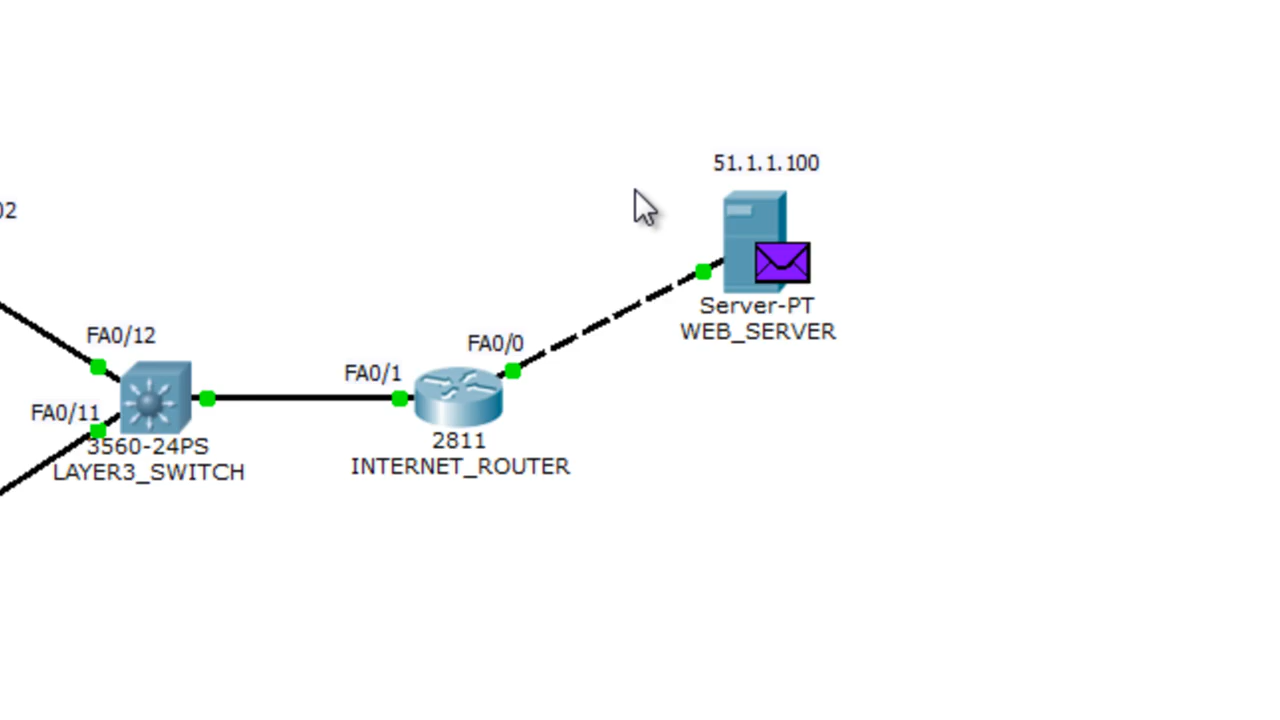 51.1.1.100
02
Server-PT
WEB_SERVER
FA0/12
FA0/0
FA0/1
FA0/11
3560-24PS
LAYER3_SWITCH
2811
INTERNET_ROUTER